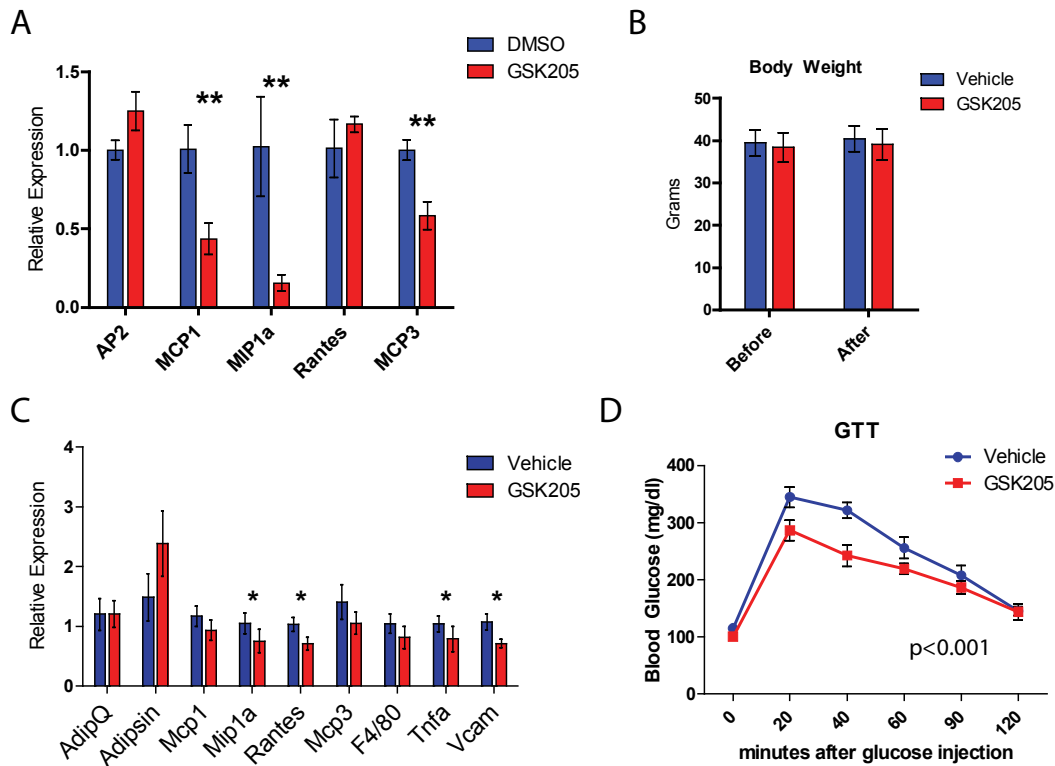 A
DMSO
GSK205
Relative Expression
1.5
1.0
0.5
0.0
** ** **
AP2 MCP1 MIP1a Rantes MCP3
B
Body Weight
Vehicle
GSK205
Grams
50
40
30
20
10
0
Before After
C
Vehicle
GSK205
Relative Expression
4
3
2
1
0
* * * *
AdipQ Adipsin Mcp1 Mip1a Rantes Mcp3 F4/80 Tnfa Vcam
D
GTT
Vehicle
GSK205
Blood Glucose (mg/dl)
400
300
200
100
0
p<0.001
0 20 40 60 90 120
minutes after glucose injection